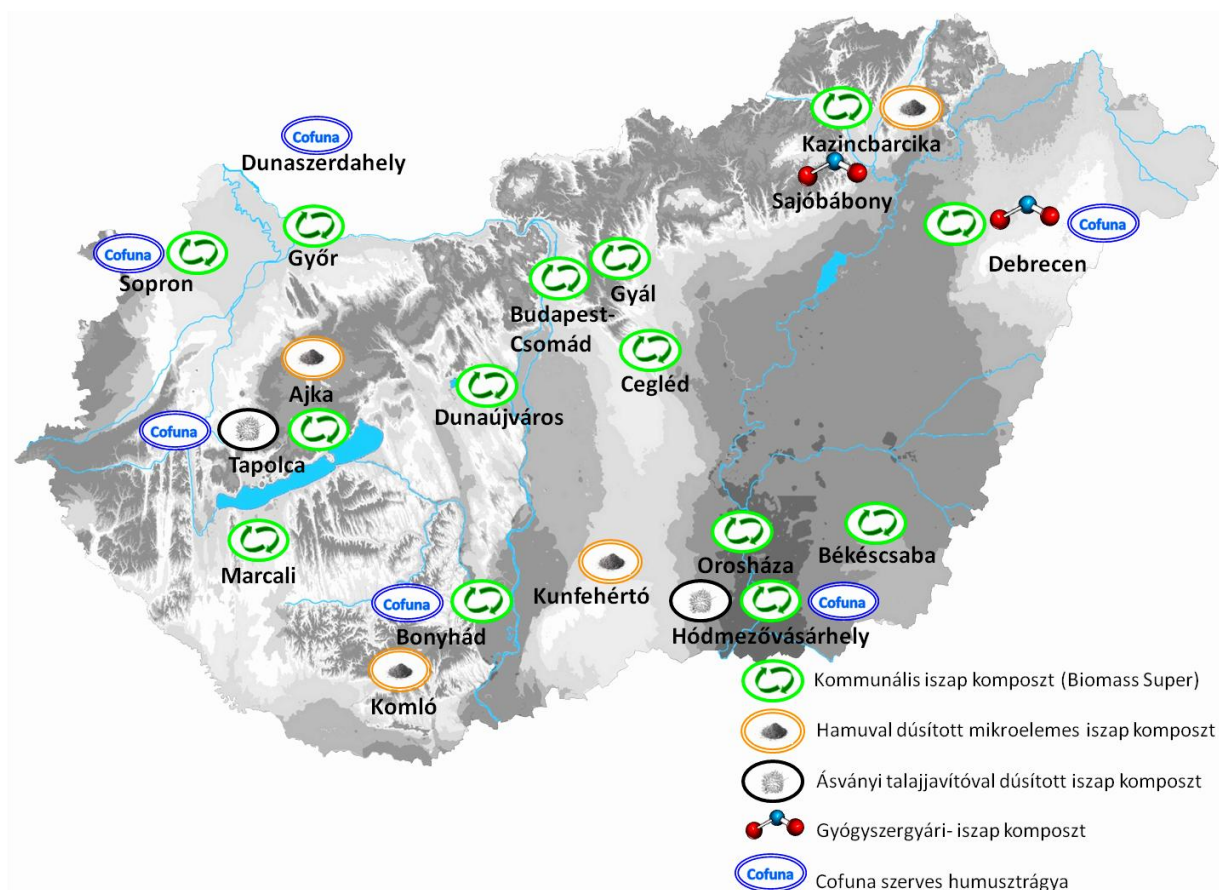 Cofuna
Dunaszerdahely
Kazincbarcika
Sajóbábony
Győr
Cofuna
Sopron
Cofuna
Debrecen
Gyál
Budapest-
Csomád
Cegléd
Ajka
Dunaújváros
Cofuna
Tapolca
Marcali
Orosháza
Békéscsaba
Kunfehértó
Cofuna
Bonyhád
Cofuna
Hódmezővásárhely
Komló
Kommunális iszap komposzt (Biomass Super)
Hamuval dúsított mikroelemes iszap komposzt
Ásványi talajjavítóval dúsított iszap komposzt
Gyógyszergyári- iszap komposzt
Cofuna
Cofuna szerves humusztrágya